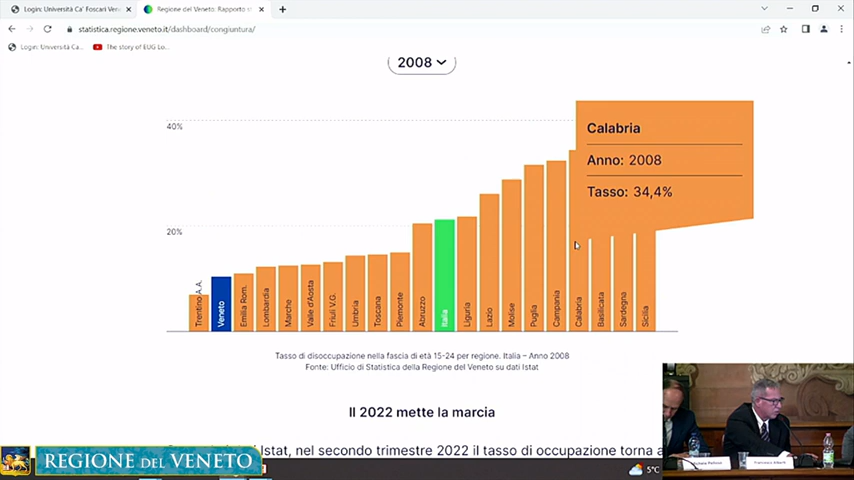 Login: Università Ca' Foscari Ven
Regione del Veneto: Rapporto st
statistica.regione.veneto.it/dashboard/congiuntura/
Login: Università Ca...
The story of EUG Lo...
2008
40%
20%
Calabria
Anno: 2008
Tasso: 34,4%
Trentino A.A.
Veneto
Emilia Rom.
Lombardia
Marche
Valle d'Aosta
Friuli V.G.
Umbria
Toscana
Piemonte
Abruzzo
Italia
Liguria
Lazio
Molise
Puglia
Campania
Calabria
Basilicata
Sardegna
Sicilia
Tasso di disoccupazione nella fascia di età 15-24 per regione. Italia – Anno 2008
Fonte: Ufficio di Statistica della Regione del Veneto su dati Istat
Il 2022 mette la marcia
Istat, nel secondo trimestre 2022 il tasso di occupazione torna a
REGIONE DEL VENETO
5°C